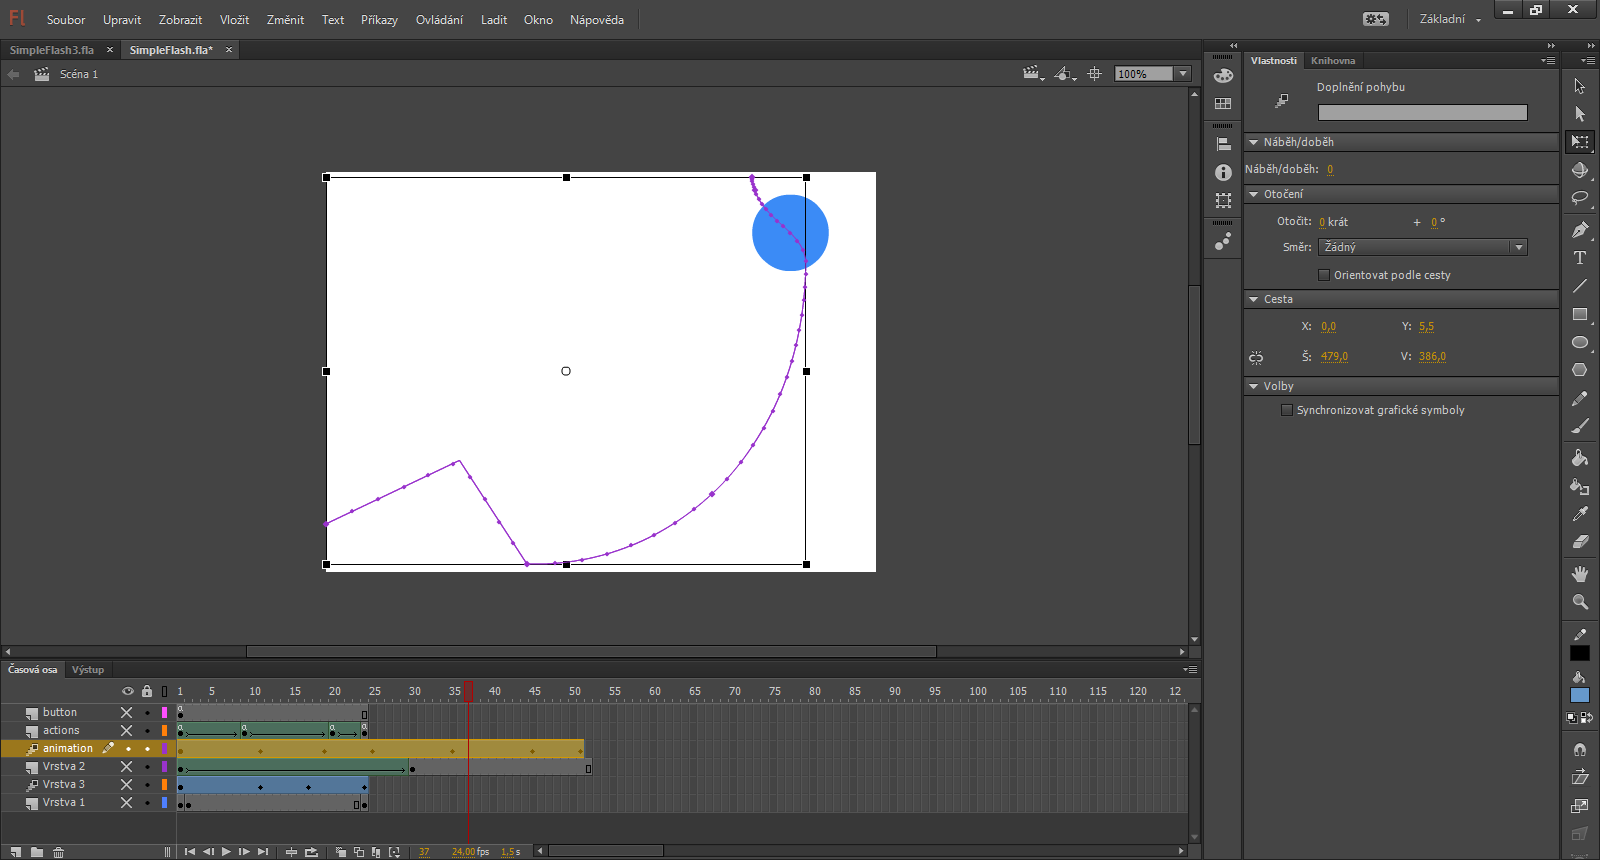 Fl Soubor Upravit Zobrazit Vložit Změnit Text Příkazy Ovládání Ladit Okno Nápověda Základní
SimpleFlash3.fla × SimpleFlash.fla* ×
Scéna 1 100%
Vlastnosti Knihovna
Doplnění pohybu
Náběh/doběh
Náběh/doběh: 0
Otočení
Otočit: 0 krát + 0 °
Směr: Žádný
Orientovat podle cesty
Cesta
X: 0,0 Y: 5,5
Š: 479,0 V: 386,0
Volby
Synchronizovat grafické symboly
T
Časová osa Výstup
1 5 10 15 20 25 30 35 40 45 50 55 60 65 70 75 80 85 90 95 100 105 110 115 120 12
button
actions
animation
Vrstva 2
Vrstva 3
Vrstva 1
37 24,00 fps 1,5 s